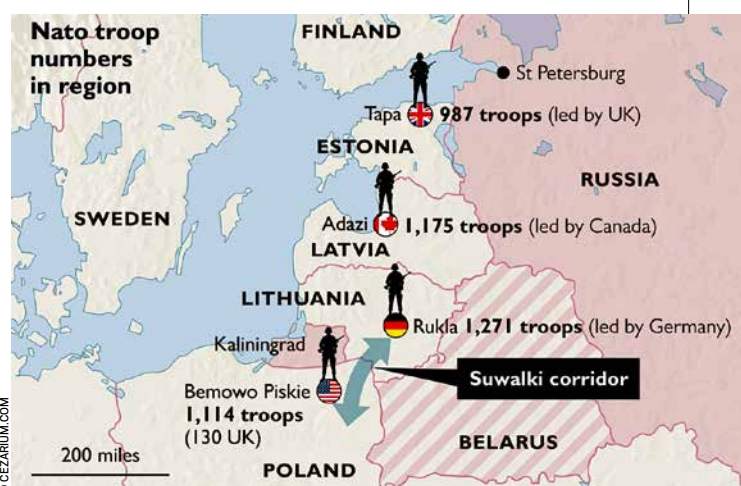 Nato troop
numbers
in region
FINLAND
St Petersburg
Tapa 987 troops (led by UK)
ESTONIA
RUSSIA
SWEDEN
Adazi 1,175 troops (led by Canada)
LATVIA
LITHUANIA
Rukla 1,271 troops (led by Germany)
Kaliningrad
Suwalki corridor
Bemowo Piskie
1,114 troops
(130 UK)
BELARUS
200 miles
POLAND
CEZARIUM.COM